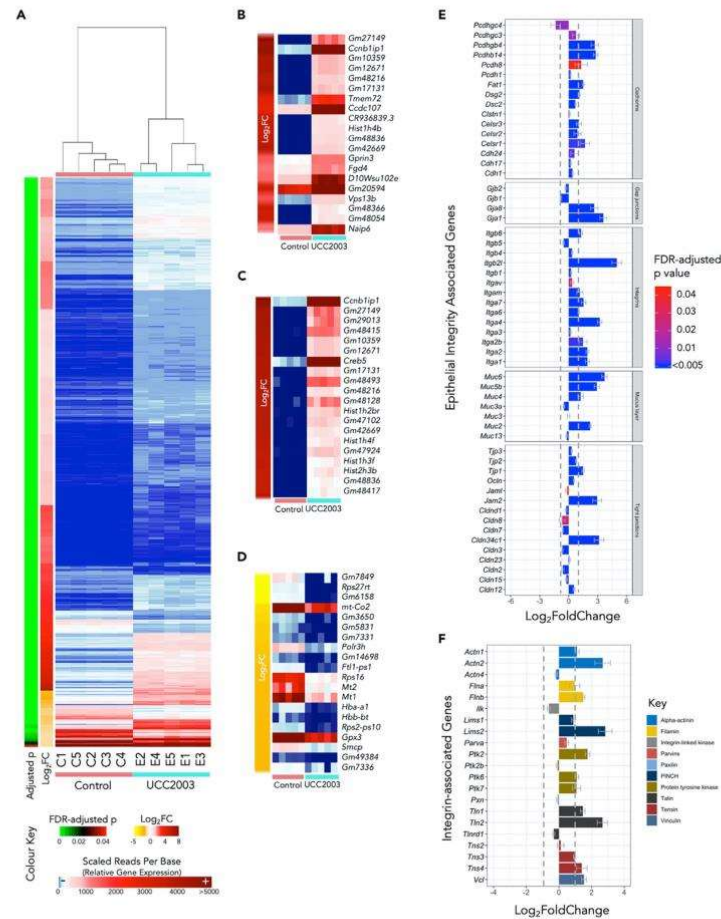 A
C1 C5 C2 C3 C4 E2 E4 E5 E1 E3
Control UCC2003
Adjusted p
Log2FC
Colour Key
FDR-adjusted p Log2FC
0 0.02 0.04 -5 0 4 8
Scaled Reads Per Base
(Relative Gene Expression)
0 1000 2000 3000 4000 >5000
B
Log2FC
Gm27149
Ccnb1ip1
Gm10359
Gm12671
Gm48216
Gm17131
Tmem72
Ccdc107
CR936839.3
Hist1h4b
Gm48836
Gm42669
Gprin3
Fgd4
D10Wsu102e
Gm20594
Vps13b
Gm48366
Gm48054
Naip6
Control UCC2003
C
Log2FC
Ccnb1ip1
Gm27149
Gm29013
Gm48415
Gm10359
Gm12671
Creb5
Gm17131
Gm48493
Gm48216
Gm48128
Hist1h2br
Gm47102
Gm42669
Hist1h4f
Gm47924
Hist1h3f
Hist2h3b
Gm48836
Gm48417
Control UCC2003
D
Log2FC
Gm7849
Rps27rt
Gm6158
mt-Co2
Gm3650
Gm5831
Gm7331
Polr3h
Gm14698
Ftl1-ps1
Rps16
Mt2
Mt1
Hba-a1
Hbb-bt
Rps2-ps10
Gpx3
Smcp
Gm49384
Gm7336
Control UCC2003
E
Epithelial Integrity Associated Genes
Pcdhgc4
Pcdhgc3
Pcdhgb4
Pcdhb14
Pcdh8
Pcdh1
Fat1
Dsg2
Dsc2
Clstn1
Celsr3
Celsr2
Celsr1
Cdh24
Cdh17
Cdh1
Cadherins
Gjb2
Gjb1
Gja8
Gja1
Gap junctions
Itgb6
Itgb5
Itgb4
Itgb2l
Itgb1
Itgav
Itgam
Itga7
Itga6
Itga4
Itga3
Itga2b
Itga2
Itga1
Integrins
Muc6
Muc5b
Muc4
Muc3a
Muc3
Muc2
Muc13
Mucus layer
Tjp3
Tjp2
Tjp1
Ocln
Jaml
Jam2
Cldnd1
Cldn8
Cldn7
Cldn34c1
Cldn3
Cldn23
Cldn2
Cldn15
Cldn12
Tight junctions
-6 -3 0 3 6
Log2FoldChange
FDR-adjusted
p value
0.04
0.03
0.02
0.01
<0.005
F
Integrin-associated Genes
Actn1
Actn2
Actn4
Flna
Flnb
Ilk
Lims1
Lims2
Parva
Ptk2
Ptk2b
Ptk6
Ptk7
Pxn
Tln1
Tln2
Tlnrd1
Tns2
Tns3
Tns4
Vcl
-4 -2 0 2 4
Log2FoldChange
Key
Alpha-actinin
Filamin
Integrin-linked kinase
Parvins
Paxilin
PINCH
Protein tyrosine kinase
Talin
Tensin
Vinculin